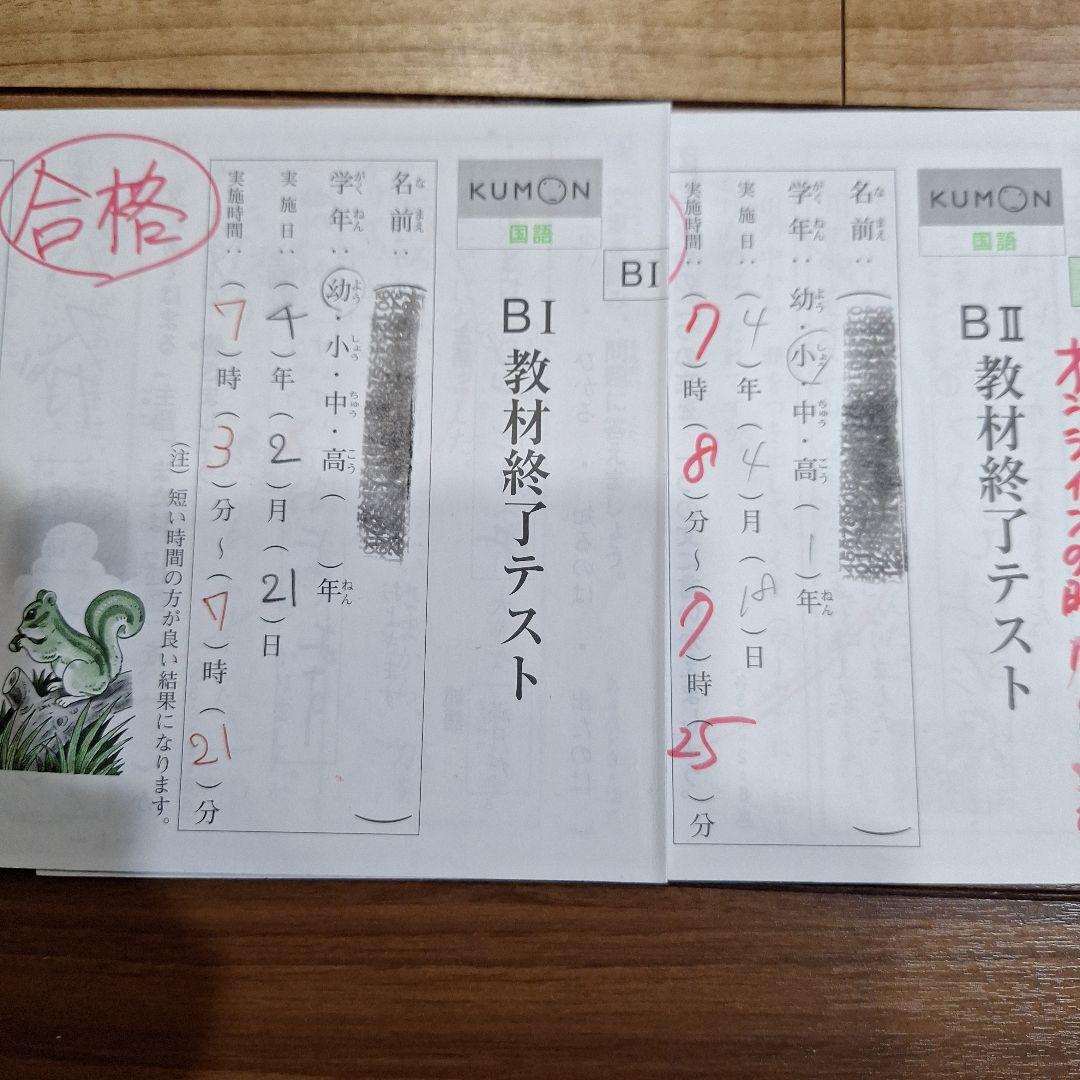 KUMON
国語
BⅡ教材終了テスト
名前：（　　）
学年：幼・小・中・高（1）年
実施日：（4）年（4）月（18）日
実施時間：（7）時（8）分～（7）時（25）分
KUMON
国語
BⅠ
BⅠ教材終了テスト
名前：（　　）
学年：幼・小・中・高（　）年
実施日：（4）年（2）月（21）日
実施時間：（7）時（3）分～（7）時（21）分
（注）短い時間の方が良い結果になります。
合格